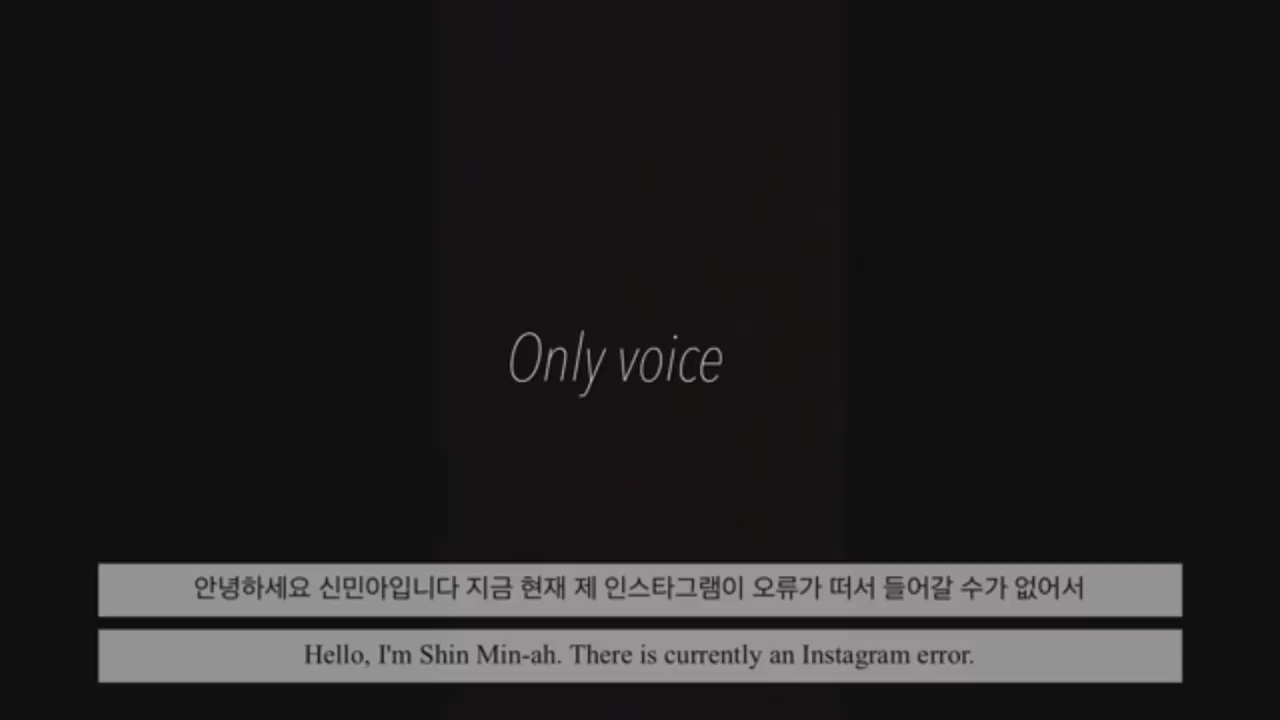 Only voice
안녕하세요 신민아입니다 지금 현재 제 인스타그램이 오류가 떠서 들어갈 수가 없어서
Hello, I'm Shin Min-ah. There is currently an Instagram error.